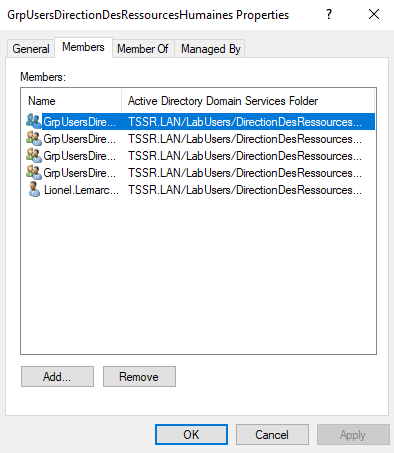 GrpUsersDirectionDesRessourcesHumaines Properties ? ×
General Members Member Of Managed By
Members:
Name Active Directory Domain Services Folder
GrpUsersDire... TSSR.LAN/LabUsers/DirectionDesRessources...
GrpUsersDire... TSSR.LAN/LabUsers/DirectionDesRessources...
GrpUsersDire... TSSR.LAN/LabUsers/DirectionDesRessources...
GrpUsersDire... TSSR.LAN/LabUsers/DirectionDesRessources...
Lionel.Lemarc... TSSR.LAN/LabUsers/DirectionDesRessources...
Add... Remove
OK Cancel Apply